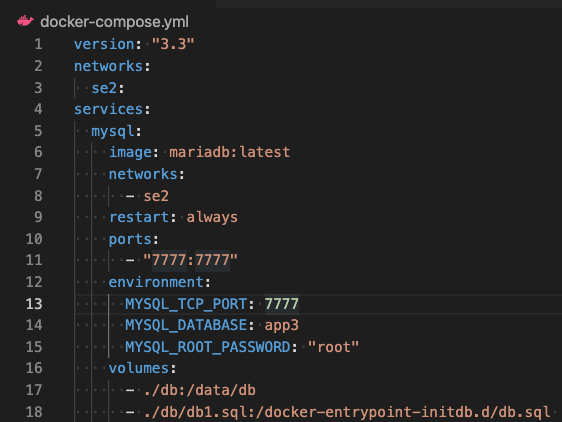 docker-compose.yml
1 version: "3.3"
2 networks:
3   se2:
4 services:
5   mysql:
6     image: mariadb:latest
7     networks:
8       - se2
9     restart: always
10     ports:
11       - "7777:7777"
12     environment:
13       MYSQL_TCP_PORT: 7777
14       MYSQL_DATABASE: app3
15       MYSQL_ROOT_PASSWORD: "root"
16     volumes:
17       - ./db:/data/db
18       - ./db/db1.sql:/docker-entrypoint-initdb.d/db.sql